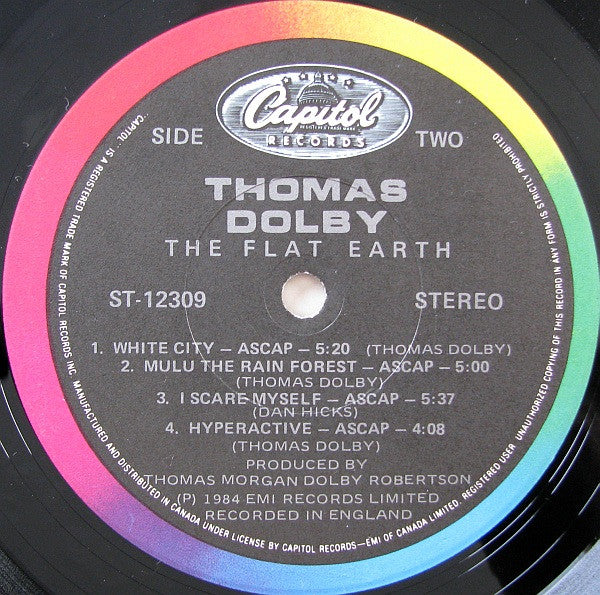 Capitol
REGISTERED TRADE MARK
RECORDS
SIDE TWO
THOMAS
DOLBY
THE FLAT EARTH
ST-12309 STEREO
1. WHITE CITY – ASCAP – 5:20 (THOMAS DOLBY)
2. MULU THE RAIN FOREST – ASCAP – 5:00
(THOMAS DOLBY)
3. I SCARE MYSELF – ASCAP – 5:37
(DAN HICKS)
4. HYPERACTIVE – ASCAP – 4:08
(THOMAS DOLBY)
PRODUCED BY
THOMAS MORGAN DOLBY ROBERTSON
(P) 1984 EMI RECORDS LIMITED
RECORDED IN ENGLAND
"CAPITOL" IS A REGISTERED TRADE MARK OF CAPITOL RECORDS INC. MANUFACTURED AND DISTRIBUTED IN CANADA UNDER LICENSE BY CAPITOL RECORDS–EMI OF CANADA LIMITED, REGISTERED USER. UNAUTHORIZED COPYING OF THIS RECORD IN ANY FORM IS STRICTLY PROHIBITED